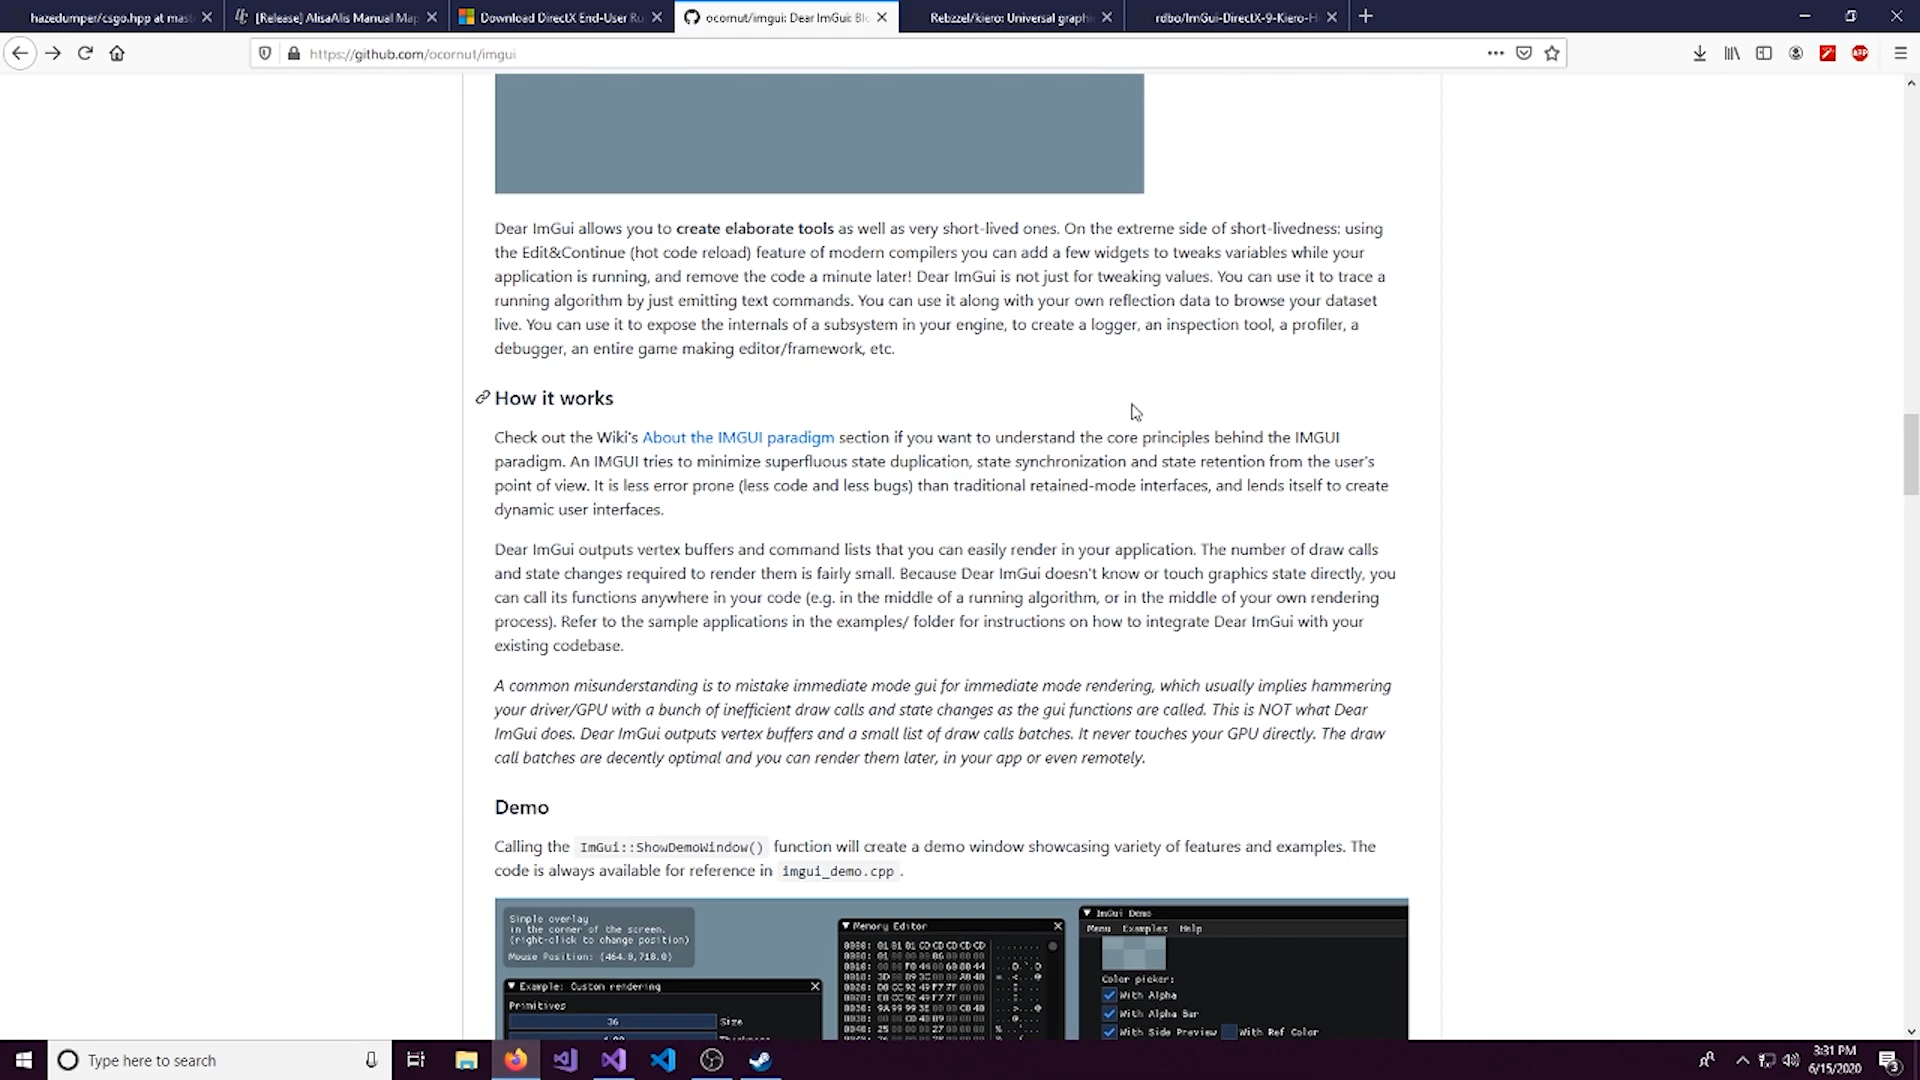 hazedumper/csgo.hpp at mast
[Release] AlisaAlis Manual Map
Download DirectX End-User Ru
ocornut/imgui: Dear ImGui: Blo
Rebzzel/kiero: Universal graphi
rdbo/ImGui-DirectX-9-Kiero-H
https://github.com/ocornut/imgui
Dear ImGui allows you to create elaborate tools as well as very short-lived ones. On the extreme side of short-livedness: using
the Edit&Continue (hot code reload) feature of modern compilers you can add a few widgets to tweaks variables while your
application is running, and remove the code a minute later! Dear ImGui is not just for tweaking values. You can use it to trace a
running algorithm by just emitting text commands. You can use it along with your own reflection data to browse your dataset
live. You can use it to expose the internals of a subsystem in your engine, to create a logger, an inspection tool, a profiler, a
debugger, an entire game making editor/framework, etc.
How it works
Check out the Wiki's About the IMGUI paradigm section if you want to understand the core principles behind the IMGUI
paradigm. An IMGUI tries to minimize superfluous state duplication, state synchronization and state retention from the user's
point of view. It is less error prone (less code and less bugs) than traditional retained-mode interfaces, and lends itself to create
dynamic user interfaces.
Dear ImGui outputs vertex buffers and command lists that you can easily render in your application. The number of draw calls
and state changes required to render them is fairly small. Because Dear ImGui doesn't know or touch graphics state directly, you
can call its functions anywhere in your code (e.g. in the middle of a running algorithm, or in the middle of your own rendering
process). Refer to the sample applications in the examples/ folder for instructions on how to integrate Dear ImGui with your
existing codebase.
A common misunderstanding is to mistake immediate mode gui for immediate mode rendering, which usually implies hammering
your driver/GPU with a bunch of inefficient draw calls and state changes as the gui functions are called. This is NOT what Dear
ImGui does. Dear ImGui outputs vertex buffers and a small list of draw calls batches. It never touches your GPU directly. The draw
call batches are decently optimal and you can render them later, in your app or even remotely.
Demo
Calling the ImGui::ShowDemoWindow() function will create a demo window showcasing variety of features and examples. The
code is always available for reference in imgui_demo.cpp .
Simple overlay
in the corner of the screen.
(right-click to change position)
Mouse Position: (464.0,718.0)
Example: Custom rendering
Primitives
36 Size
Memory Editor
ImGui Demo
Menu Examples Help
Color picker:
With Alpha
With Alpha Bar
With Side Preview With Ref Color
Type here to search
3:31 PM
6/15/2020
3